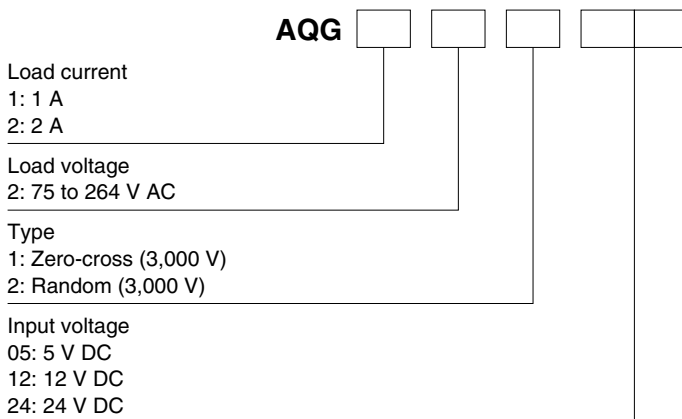 AQG
Load current
1: 1 A
2: 2 A
Load voltage
2: 75 to 264 V AC
Type
1: Zero-cross (3,000 V)
2: Random (3,000 V)
Input voltage
05: 5 V DC
12: 12 V DC
24: 24 V DC